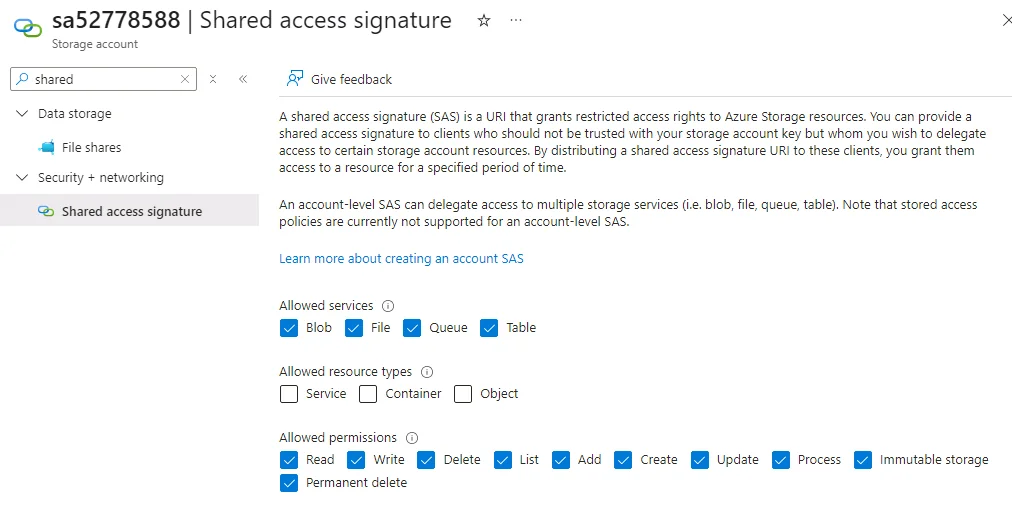 sa52778588 | Shared access signature
Storage account
shared
Give feedback
Data storage
File shares
Security + networking
Shared access signature
A shared access signature (SAS) is a URI that grants restricted access rights to Azure Storage resources. You can provide a
shared access signature to clients who should not be trusted with your storage account key but whom you wish to delegate
access to certain storage account resources. By distributing a shared access signature URI to these clients, you grant them
access to a resource for a specified period of time.
An account-level SAS can delegate access to multiple storage services (i.e. blob, file, queue, table). Note that stored access
policies are currently not supported for an account-level SAS.
Learn more about creating an account SAS
Allowed services
Blob File Queue Table
Allowed resource types
Service Container Object
Allowed permissions
Read Write Delete List Add Create Update Process Immutable storage
Permanent delete